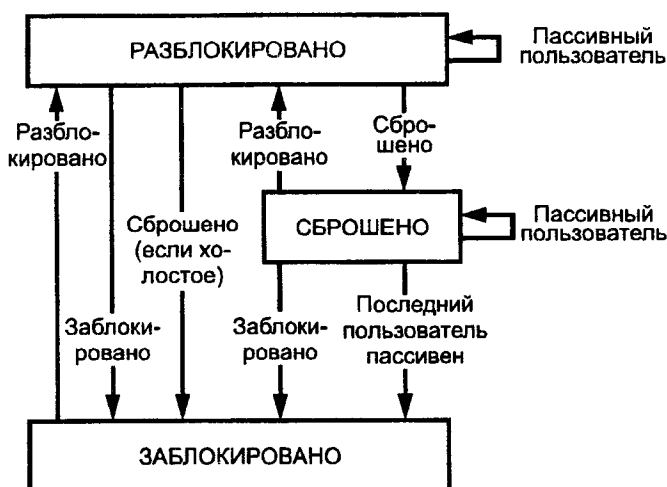 РАЗБЛОКИРОВАНО
Пассивный
пользователь
Разбло-
кировано
Разбло-
кировано
Сбро-
шено
СБРОШЕНО
Пассивный
пользователь
Сброшено
(если хо-
лостое)
Заблоки-
ровано
Заблоки-
ровано
Последний
пользователь
пассивен
ЗАБЛОКИРОВАНО